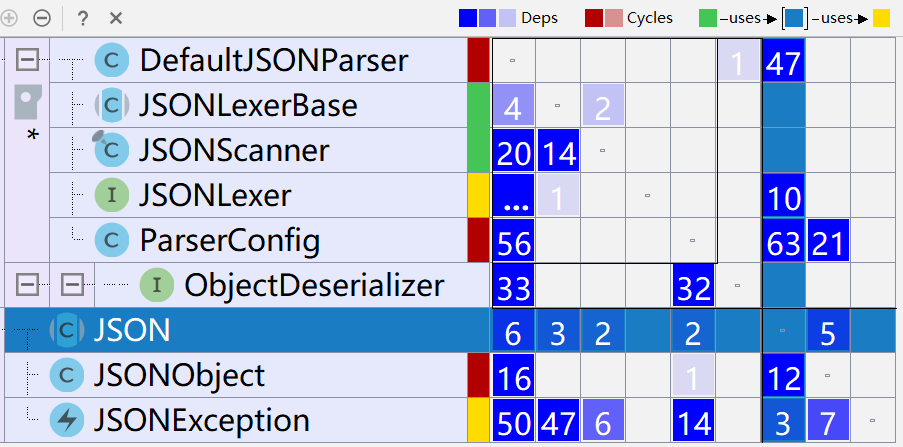 ? × Deps Cycles -uses→[ ]-uses→
C DefaultJSONParser 1 47
C JSONLexerBase 4 2
* C JSONScanner 20 14
I JSONLexer ... 1 10
C ParserConfig 56 63 21
I ObjectDeserializer 33 32
C JSON 6 3 2 2 5
C JSONObject 16 1 12
JSONException 50 47 6 14 3 7